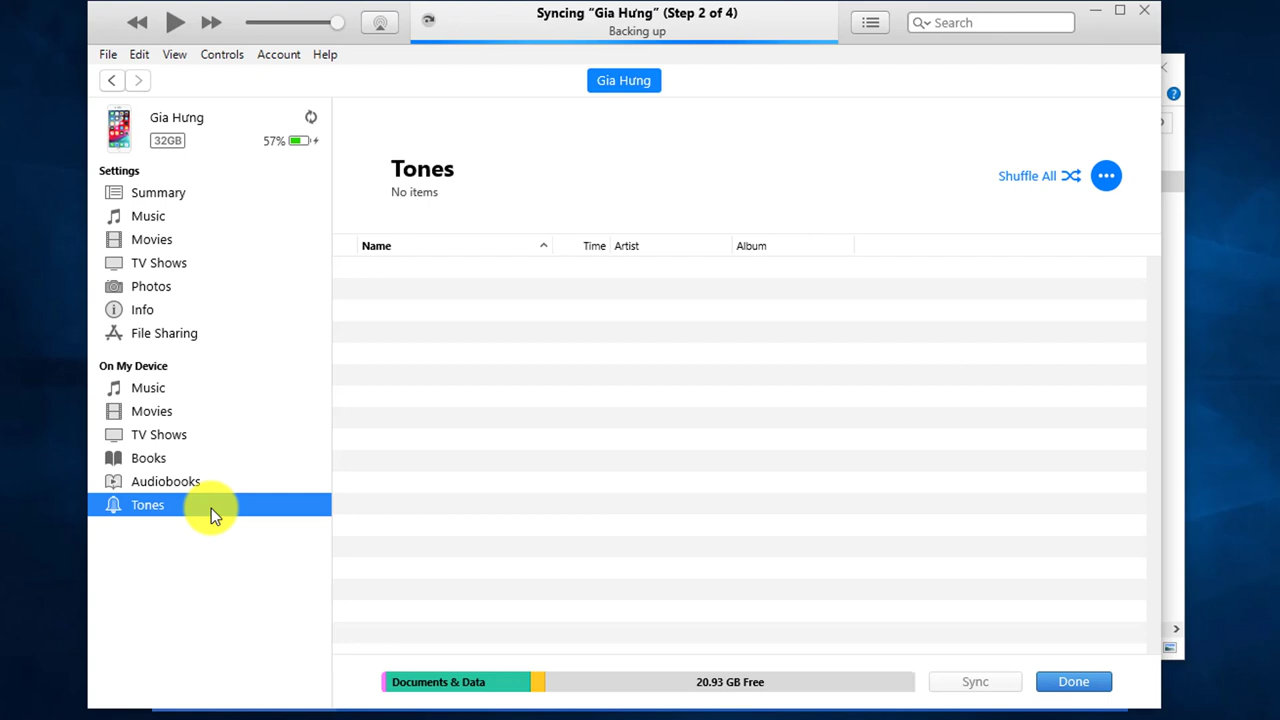 Syncing “Gia Hưng” (Step 2 of 4)
Backing up
Search
File Edit View Controls Account Help
Gia Hưng
Gia Hưng
32GB 57%
Settings
Summary
Music
Movies
TV Shows
Photos
Info
File Sharing
On My Device
Music
Movies
TV Shows
Books
Audiobooks
Tones
Tones
No items
Shuffle All
Name Time Artist Album
Documents & Data 20.93 GB Free Sync Done